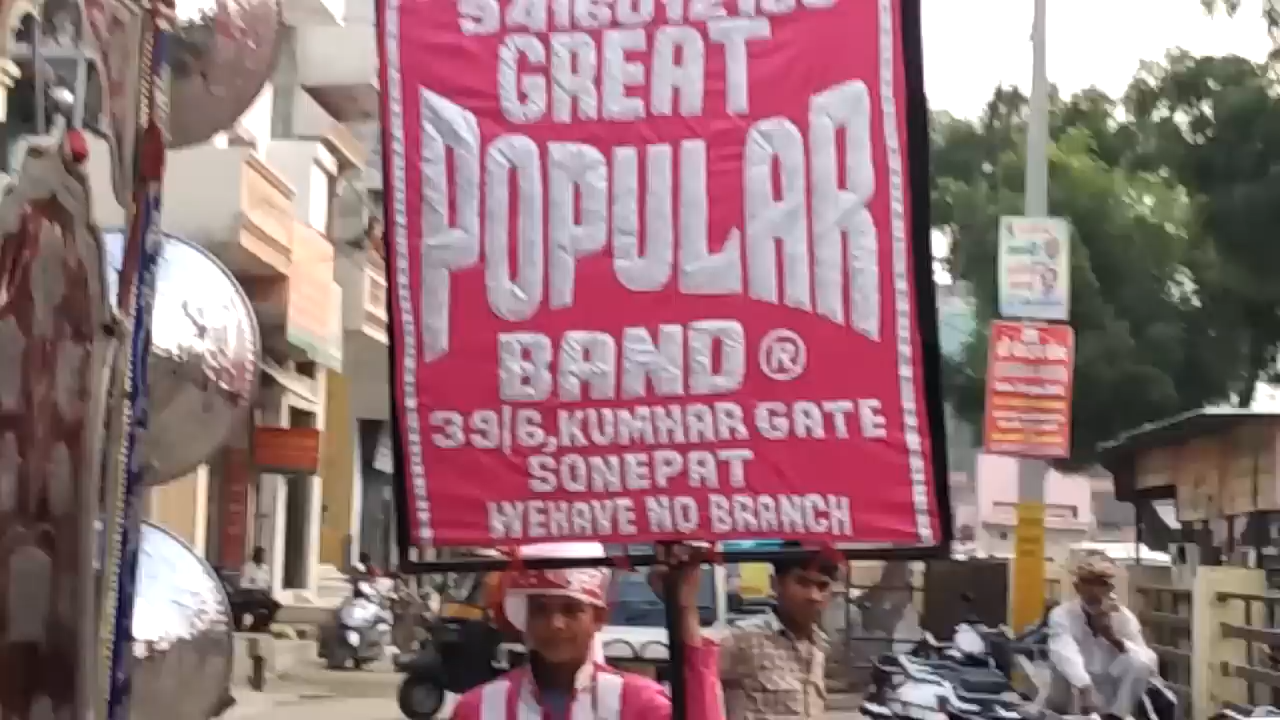 GREAT
POPULAR
BAND ®
39/6, KUMHAR GATE
SONEPAT
WEHAVE NO BRANCH